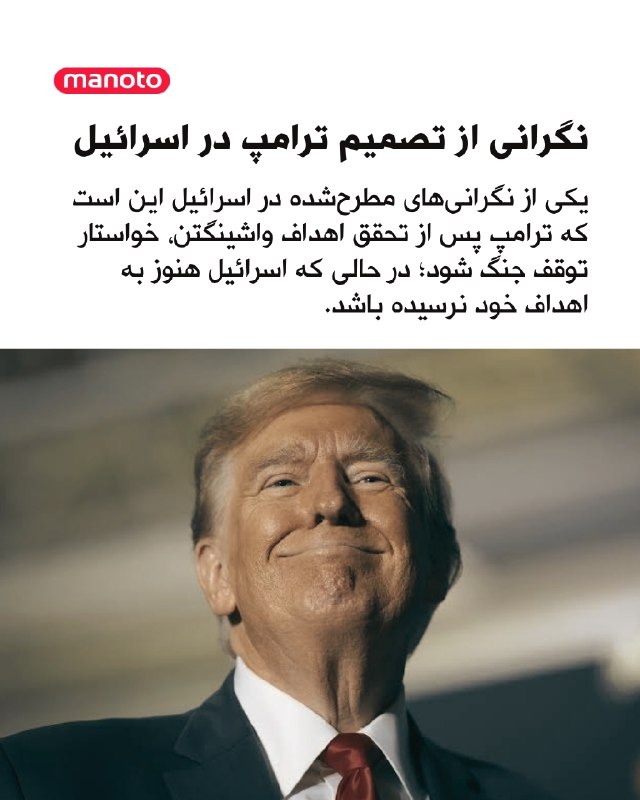 manoto
نگرانی از تصمیم ترامپ در اسرائیل
یکی از نگرانی‌های مطرح‌شده در اسرائیل این است
که ترامپ پس از تحقق اهداف واشینگتن، خواستار
توقف جنگ شود؛ در حالی که اسرائیل هنوز به
اهداف خود نرسیده باشد.